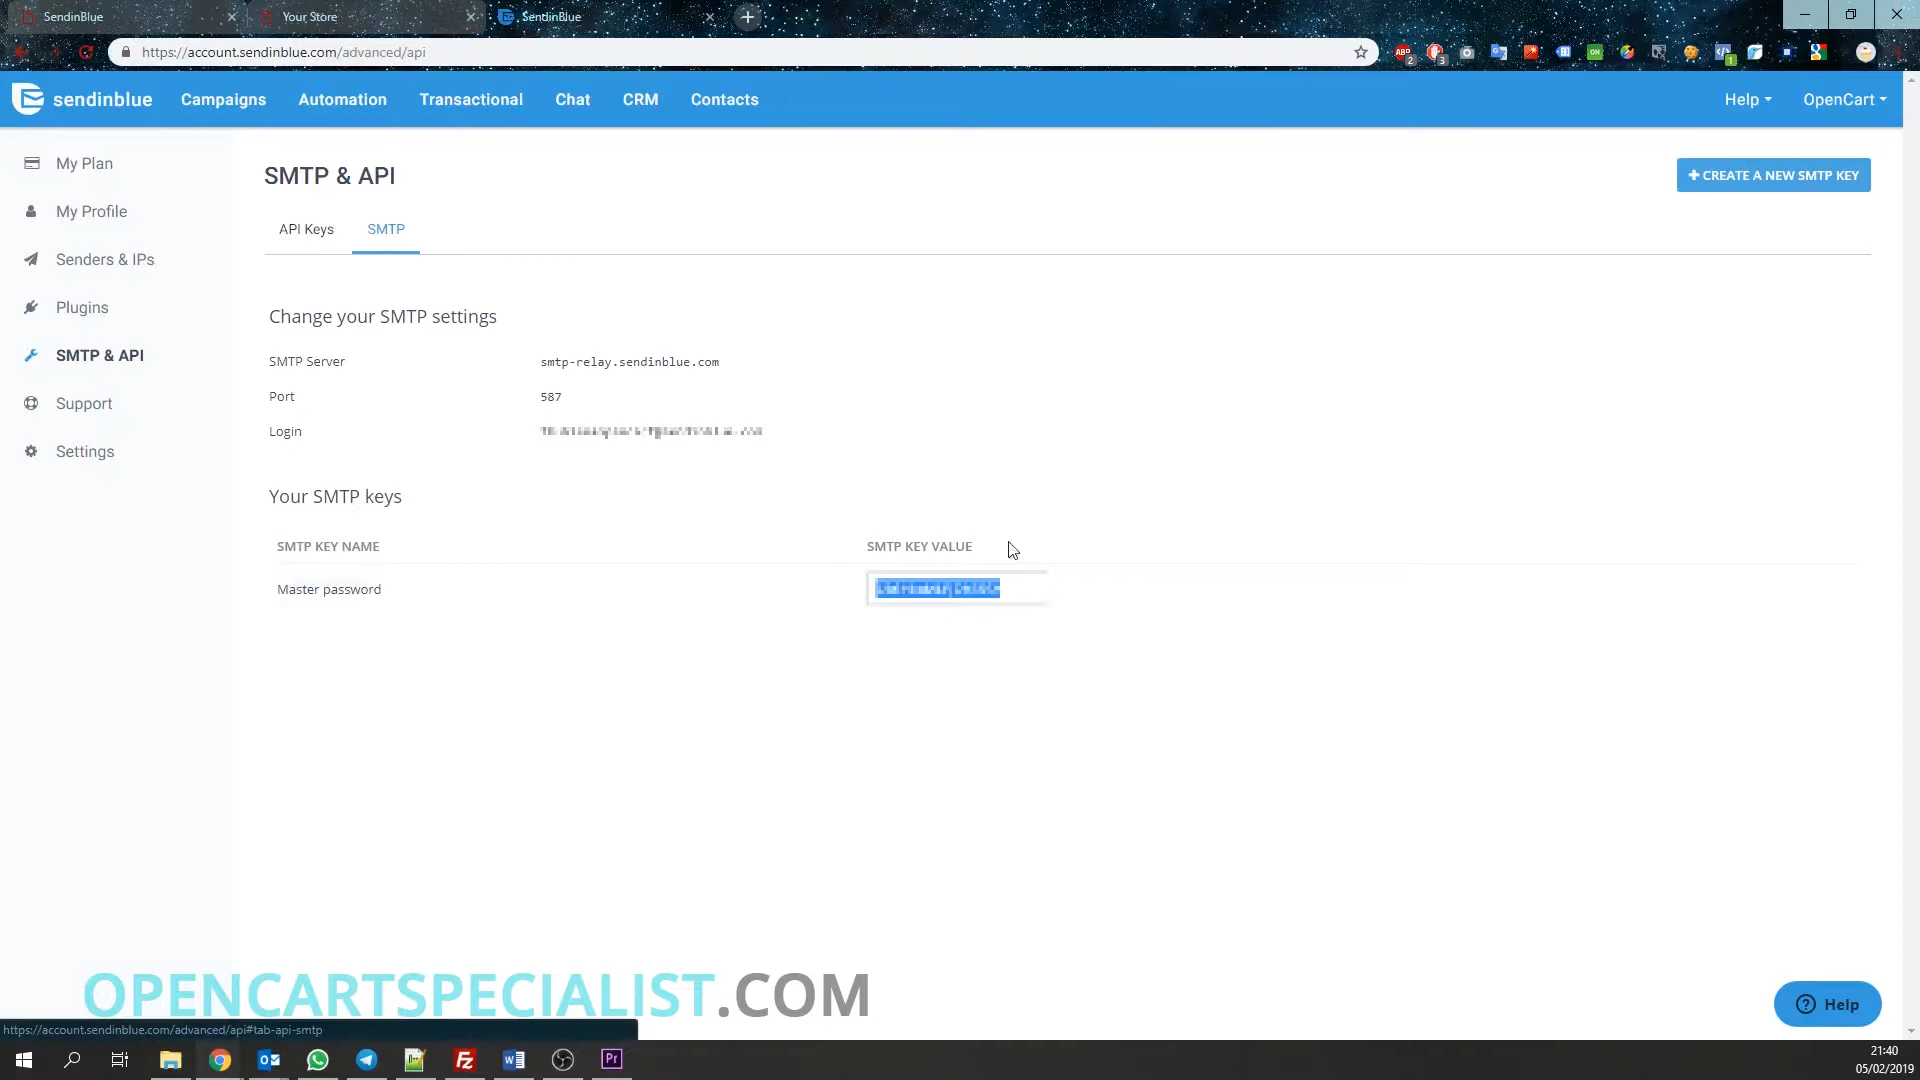 SendinBlue
Your Store
SendinBlue
https://account.sendinblue.com/advanced/api
sendinblue Campaigns Automation Transactional Chat CRM Contacts Help OpenCart
My Plan
My Profile
Senders & IPs
Plugins
SMTP & API
Support
Settings
SMTP & API
+ CREATE A NEW SMTP KEY
API Keys SMTP
Change your SMTP settings
SMTP Server smtp-relay.sendinblue.com
Port 587
Login
Your SMTP keys
SMTP KEY NAME SMTP KEY VALUE
Master password
OPENCARTSPECIALIST.COM
Help
https://account.sendinblue.com/advanced/api#tab-api-smtp
21:40
05/02/2019